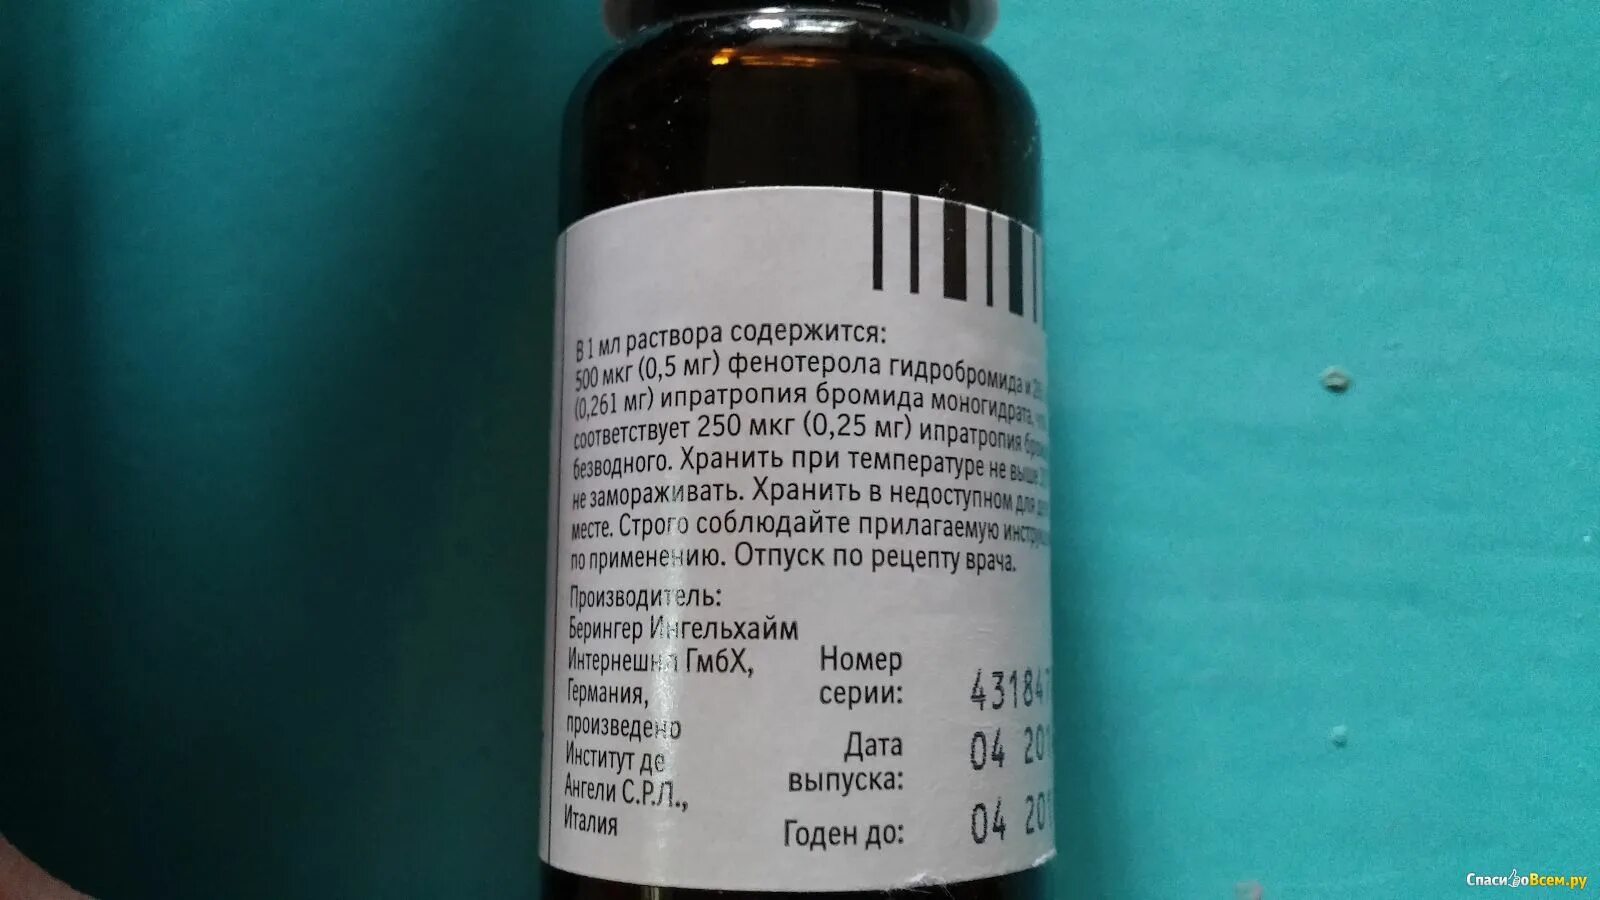 В 1 мл раствора содержится:
500 мкг (0,5 мг) фенотерола гидробромида и
(0,261 мг) ипратропия бромида моногидрата,
соответствует 250 мкг (0,25 мг) ипратропия
безводного. Хранить при температуре не выше
не замораживать. Хранить в недоступном для
месте. Строго соблюдайте прилагаемую
по применению. Отпуск по рецепту врача.
Производитель:
Берингер Ингельхайм
Интернешнл ГмбХ,
Германия,
произведено
Институт де
Ангели С.Р.Л.,
Италия
Номер
серии:
Дата 04
выпуска:
Годен до: 04
СпасибоВсем.ру